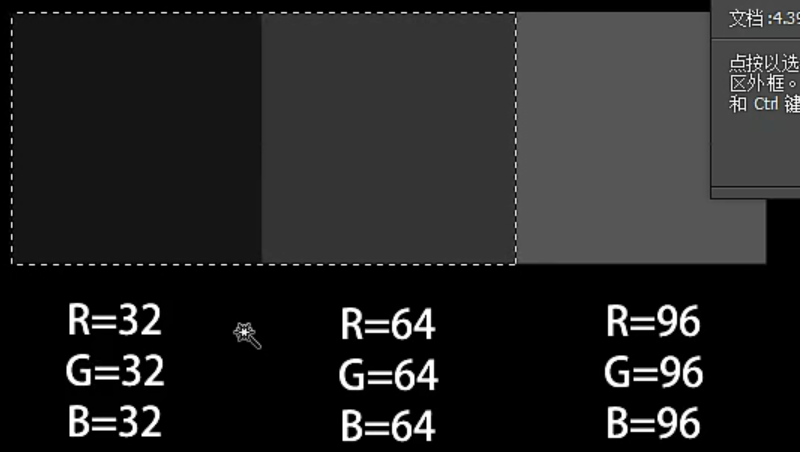 文档:4.39
点按以选
区外框。
和 Ctrl 键
R=32
G=32
B=32
R=64
G=64
B=64
R=96
G=96
B=96